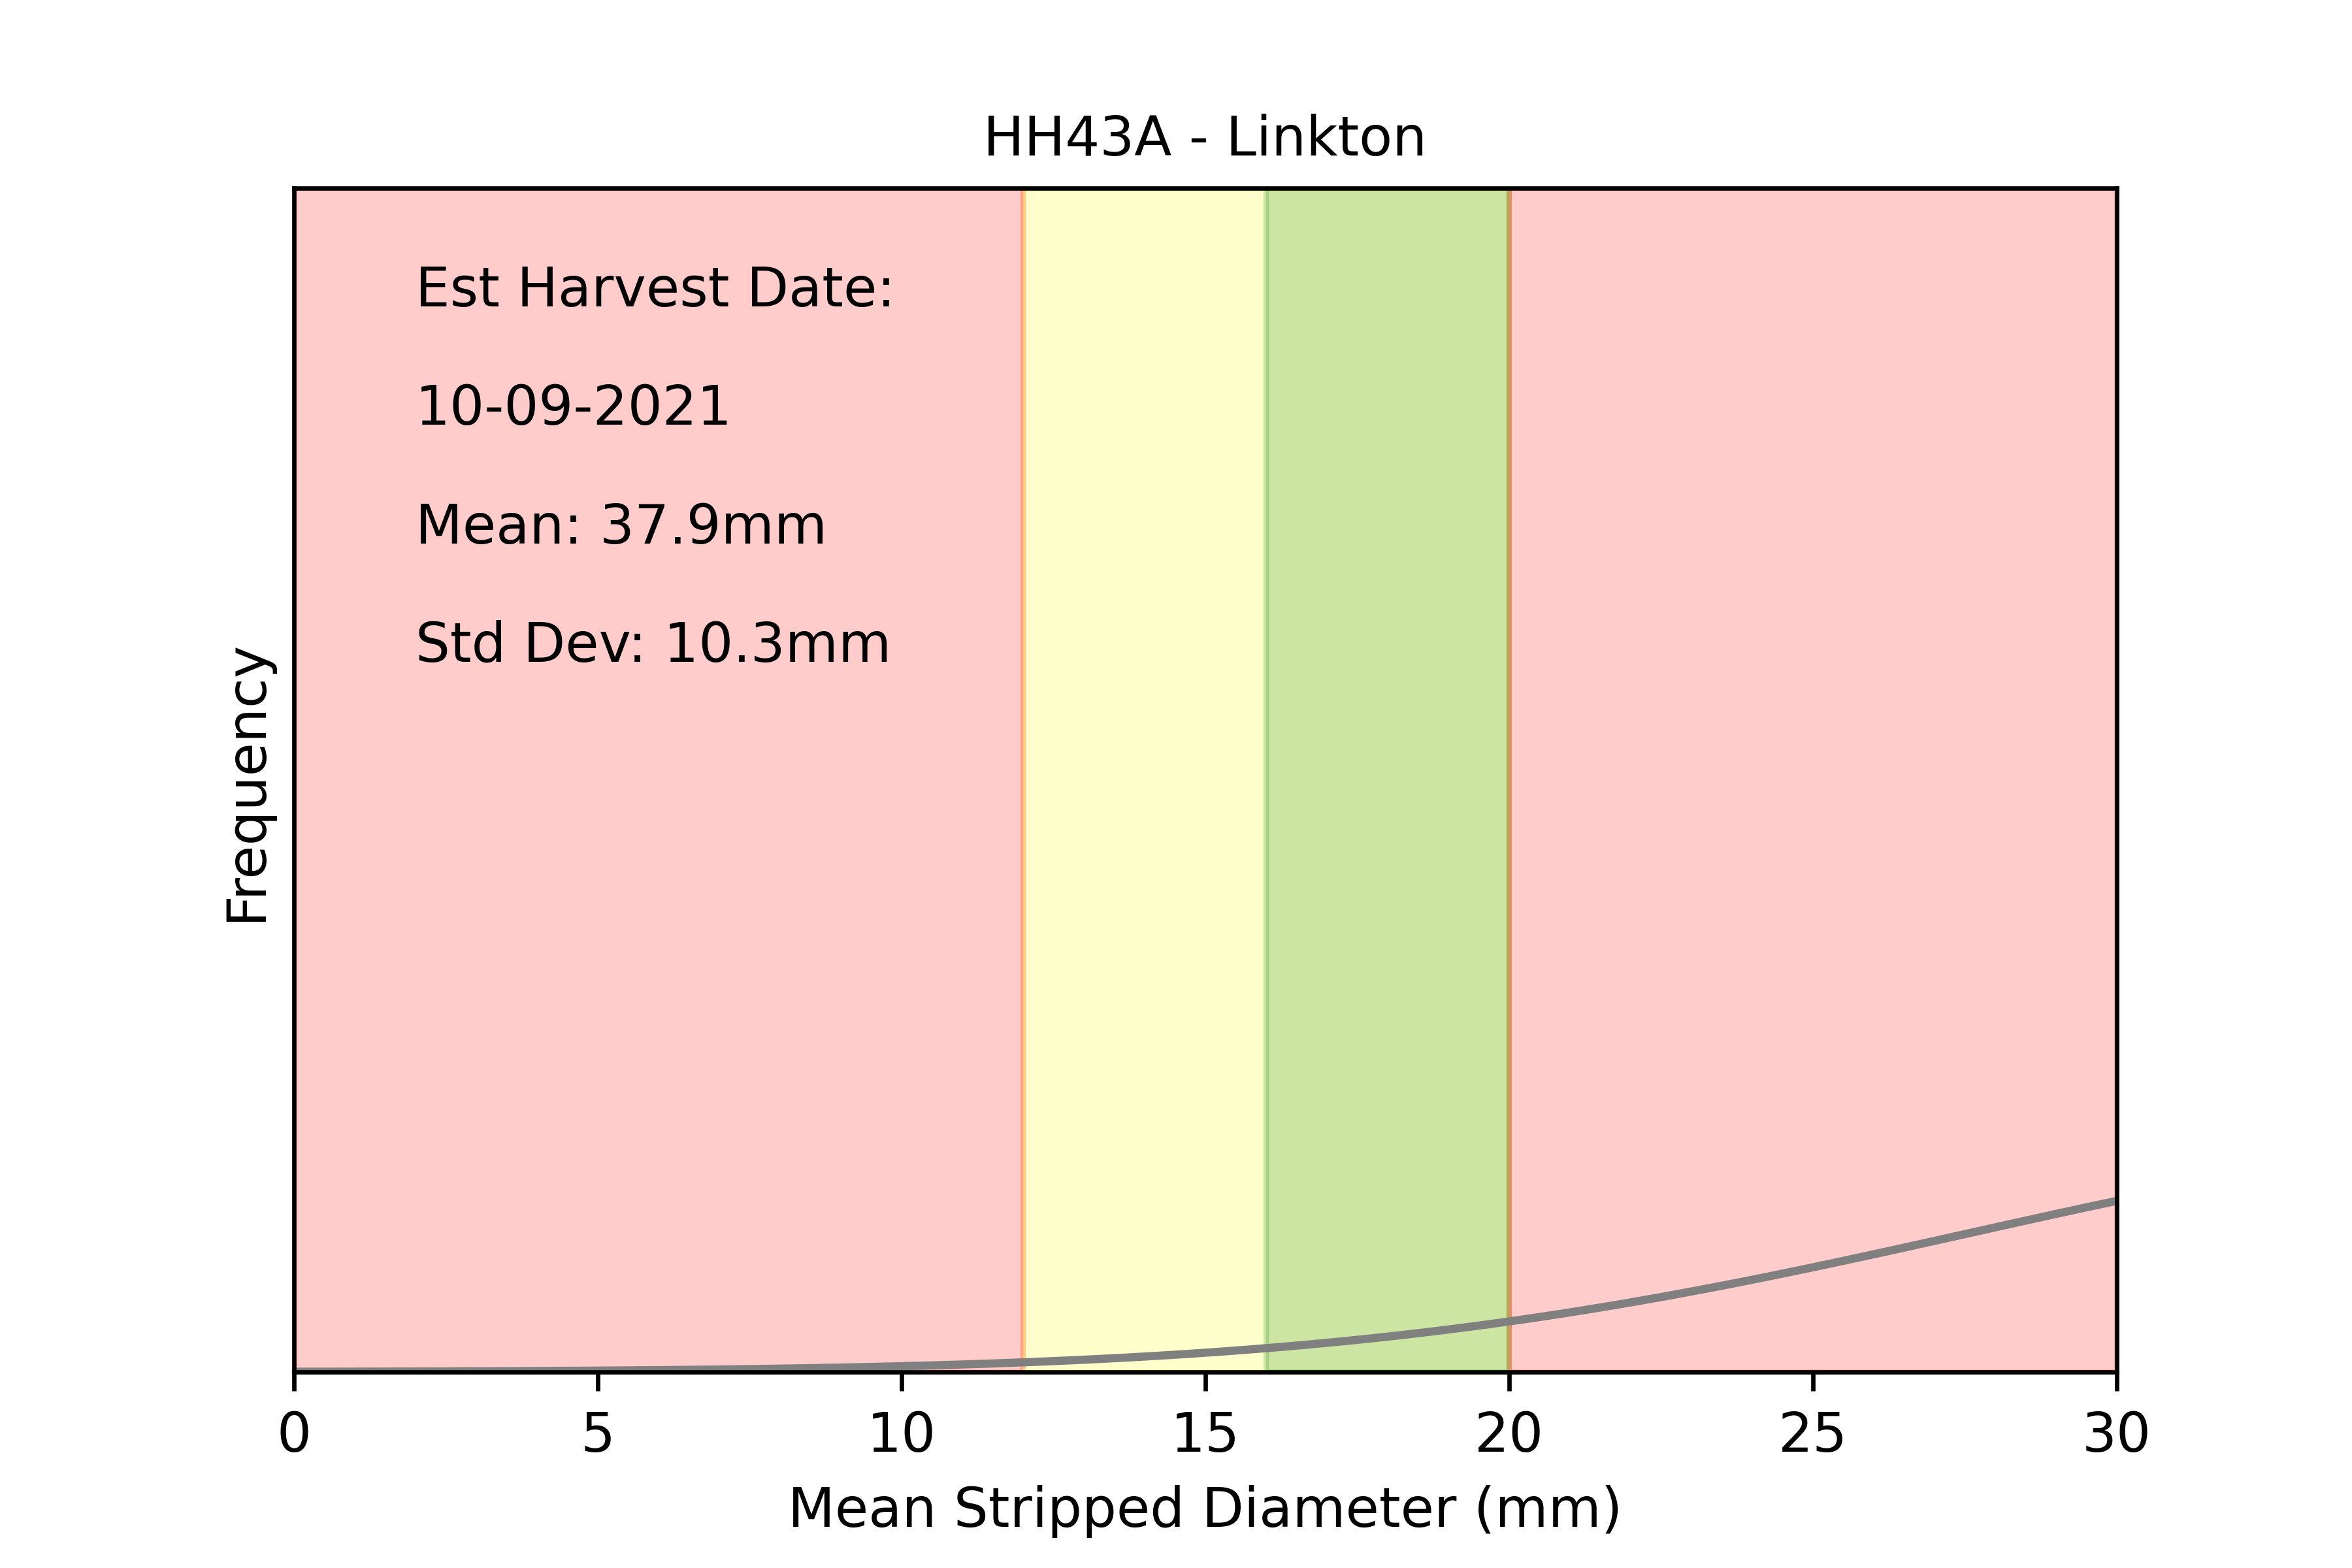 HH43A - Linkton
Est Harvest Date:
10-09-2021
Mean: 37.9mm
Std Dev: 10.3mm
Frequency
0 5 10 15 20 25 30
Mean Stripped Diameter (mm)